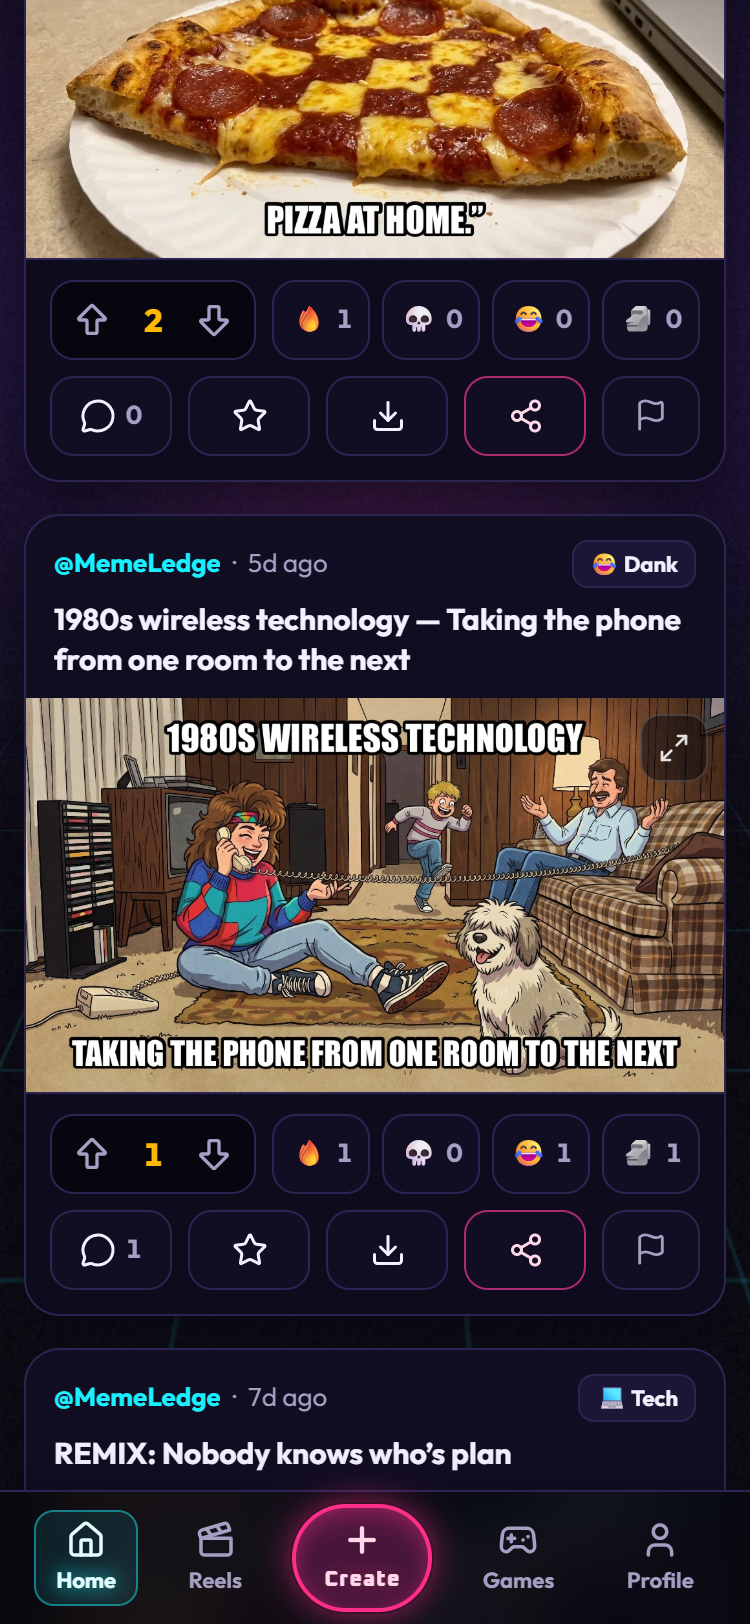 PIZZA AT HOME.”
2
1
0
0
0
0
@MemeLedge · 5d ago
😂 Dank
1980s wireless technology — Taking the phone
from one room to the next
1980S WIRELESS TECHNOLOGY
TAKING THE PHONE FROM ONE ROOM TO THE NEXT
1
1
0
1
1
1
@MemeLedge · 7d ago
💻 Tech
REMIX: Nobody knows who’s plan
Home
Reels
Create
Games
Profile